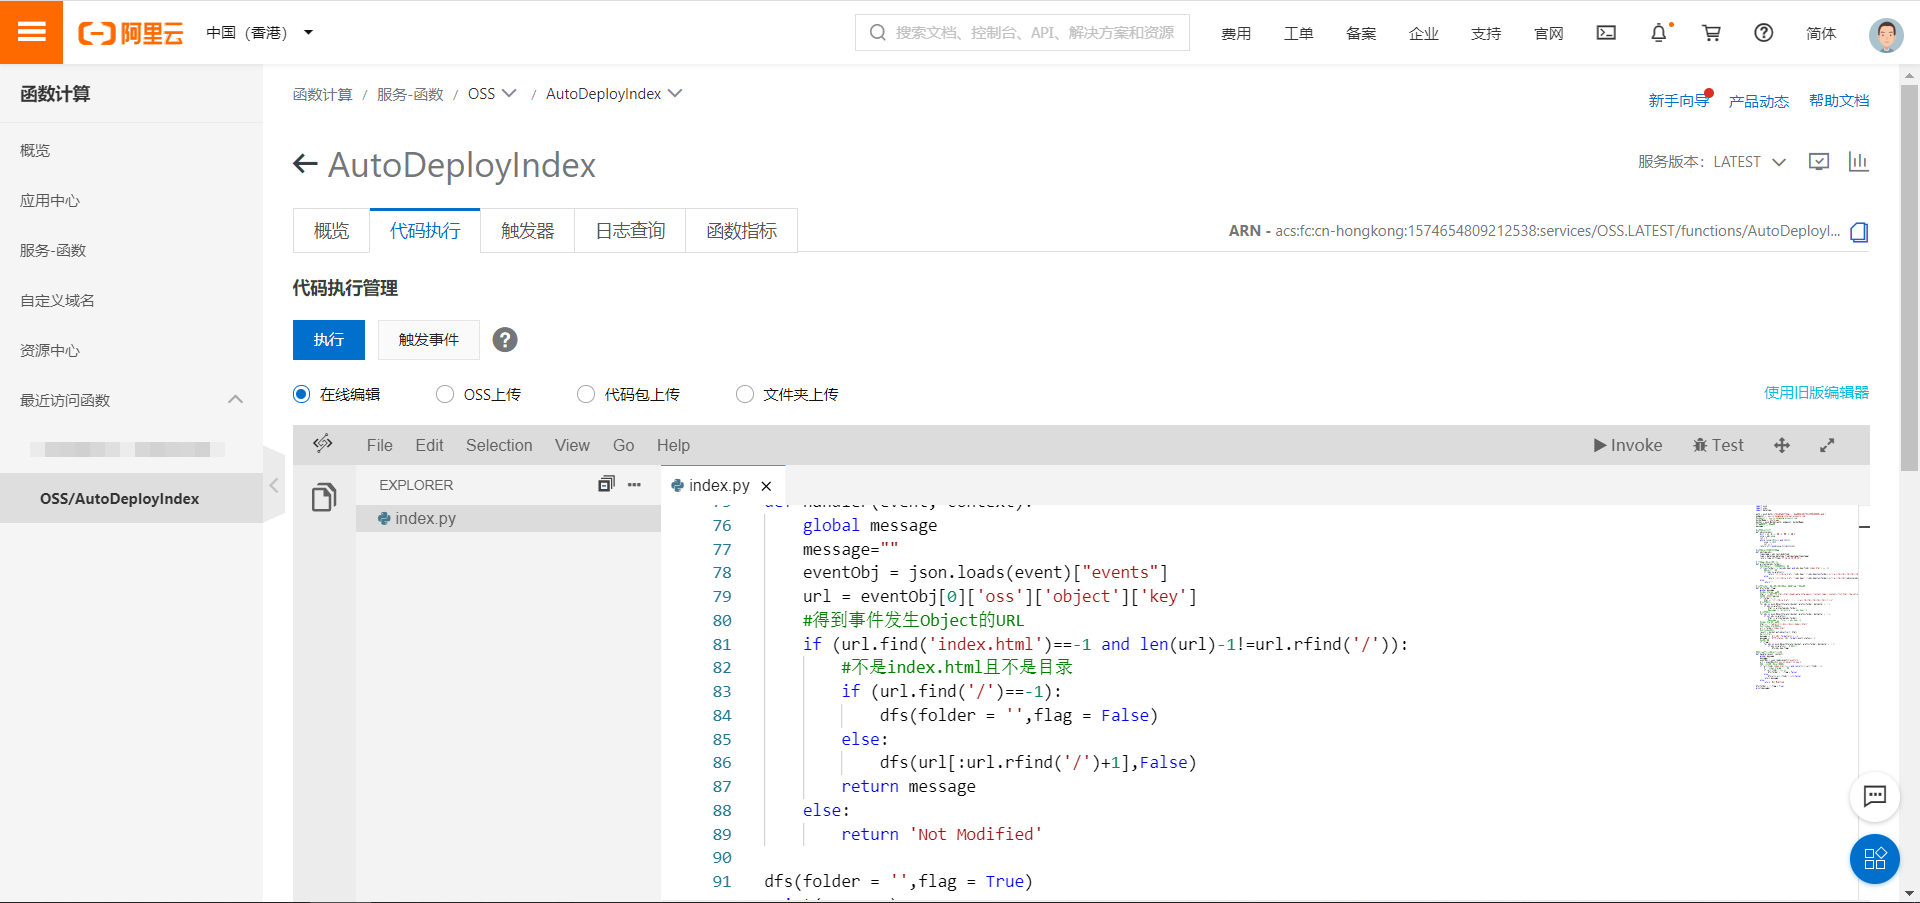 阿里云
中国（香港）
搜索文档、控制台、API、解决方案和资源
费用
工单
备案
企业
支持
官网
简体
函数计算
概览
应用中心
服务-函数
自定义域名
资源中心
最近访问函数
OSS/AutoDeployIndex
函数计算 / 服务-函数 / OSS / AutoDeployIndex
新手向导
产品动态
帮助文档
AutoDeployIndex
服务版本: LATEST
概览
代码执行
触发器
日志查询
函数指标
ARN - acs:fc:cn-hongkong:1574654809212538:services/OSS.LATEST/functions/AutoDeployI...
代码执行管理
执行
触发事件
在线编辑
OSS上传
代码包上传
文件夹上传
使用旧版编辑器
File
Edit
Selection
View
Go
Help
Invoke
Test
EXPLORER
index.py
index.py
75 def handler(event, context):
76 global message
77 message=""
78 eventObj = json.loads(event)["events"]
79 url = eventObj[0]['oss']['object']['key']
80 #得到事件发生Object的URL
81 if (url.find('index.html')==-1 and len(url)-1!=url.rfind('/')):
82 #不是index.html且不是目录
83 if (url.find('/')==-1):
84 dfs(folder = '',flag = False)
85 else:
86 dfs(url[:url.rfind('/')+1],False)
87 return message
88 else:
89 return 'Not Modified'
90
91 dfs(folder = '',flag = True)